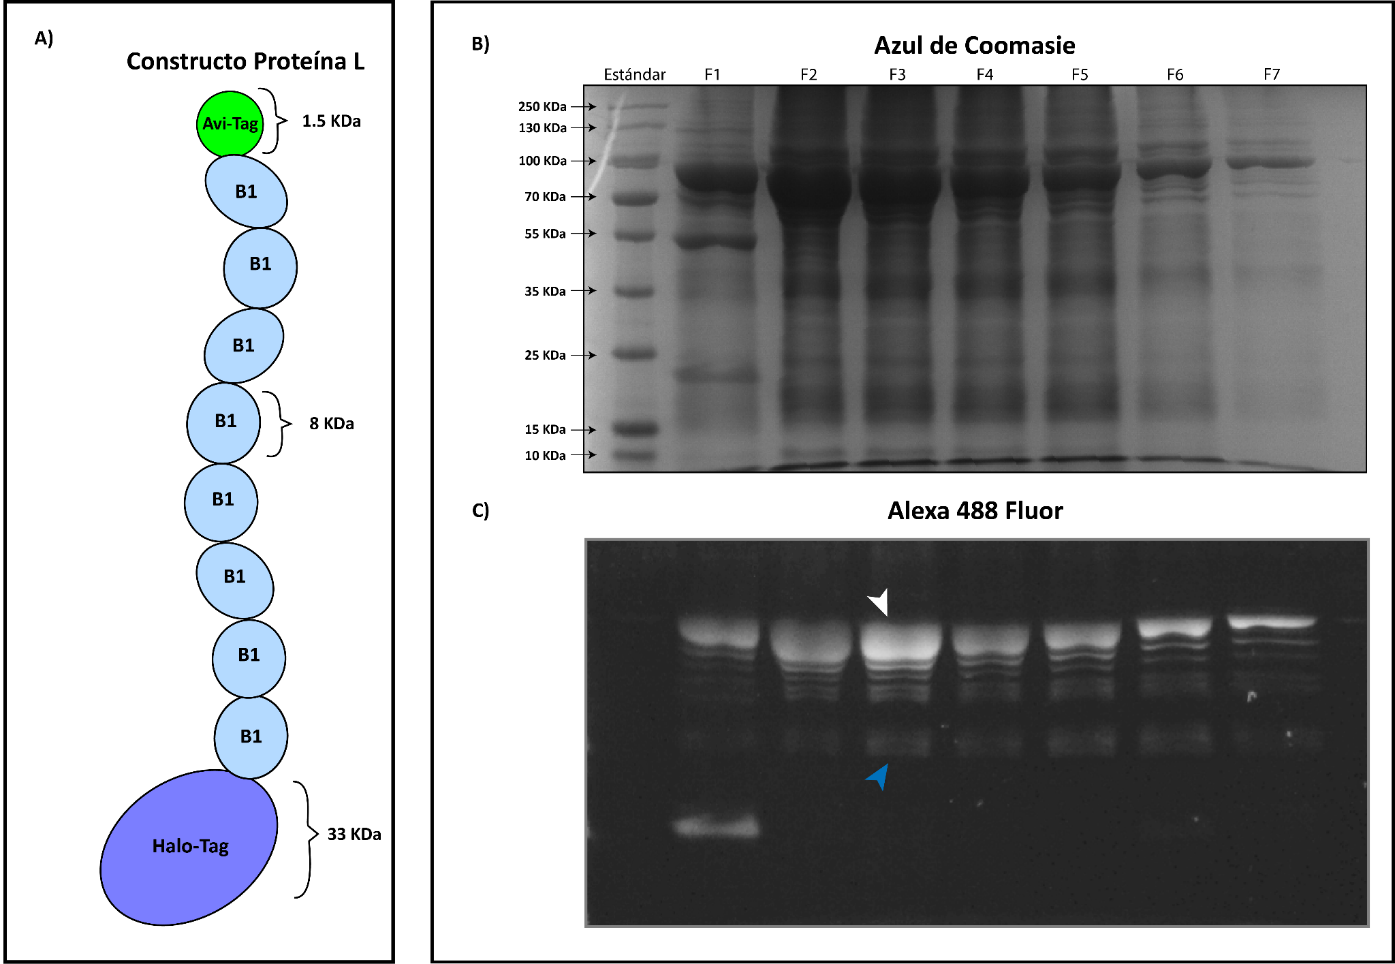 A)
Constructo Proteína L
Avi-Tag
1.5 KDa
B1
B1
B1
B1
8 KDa
B1
B1
B1
B1
Halo-Tag
33 KDa
B)
Azul de Coomasie
Estándar F1 F2 F3 F4 F5 F6 F7
250 KDa
130 KDa
100 KDa
70 KDa
55 KDa
35 KDa
25 KDa
15 KDa
10 KDa
C)
Alexa 488 Fluor